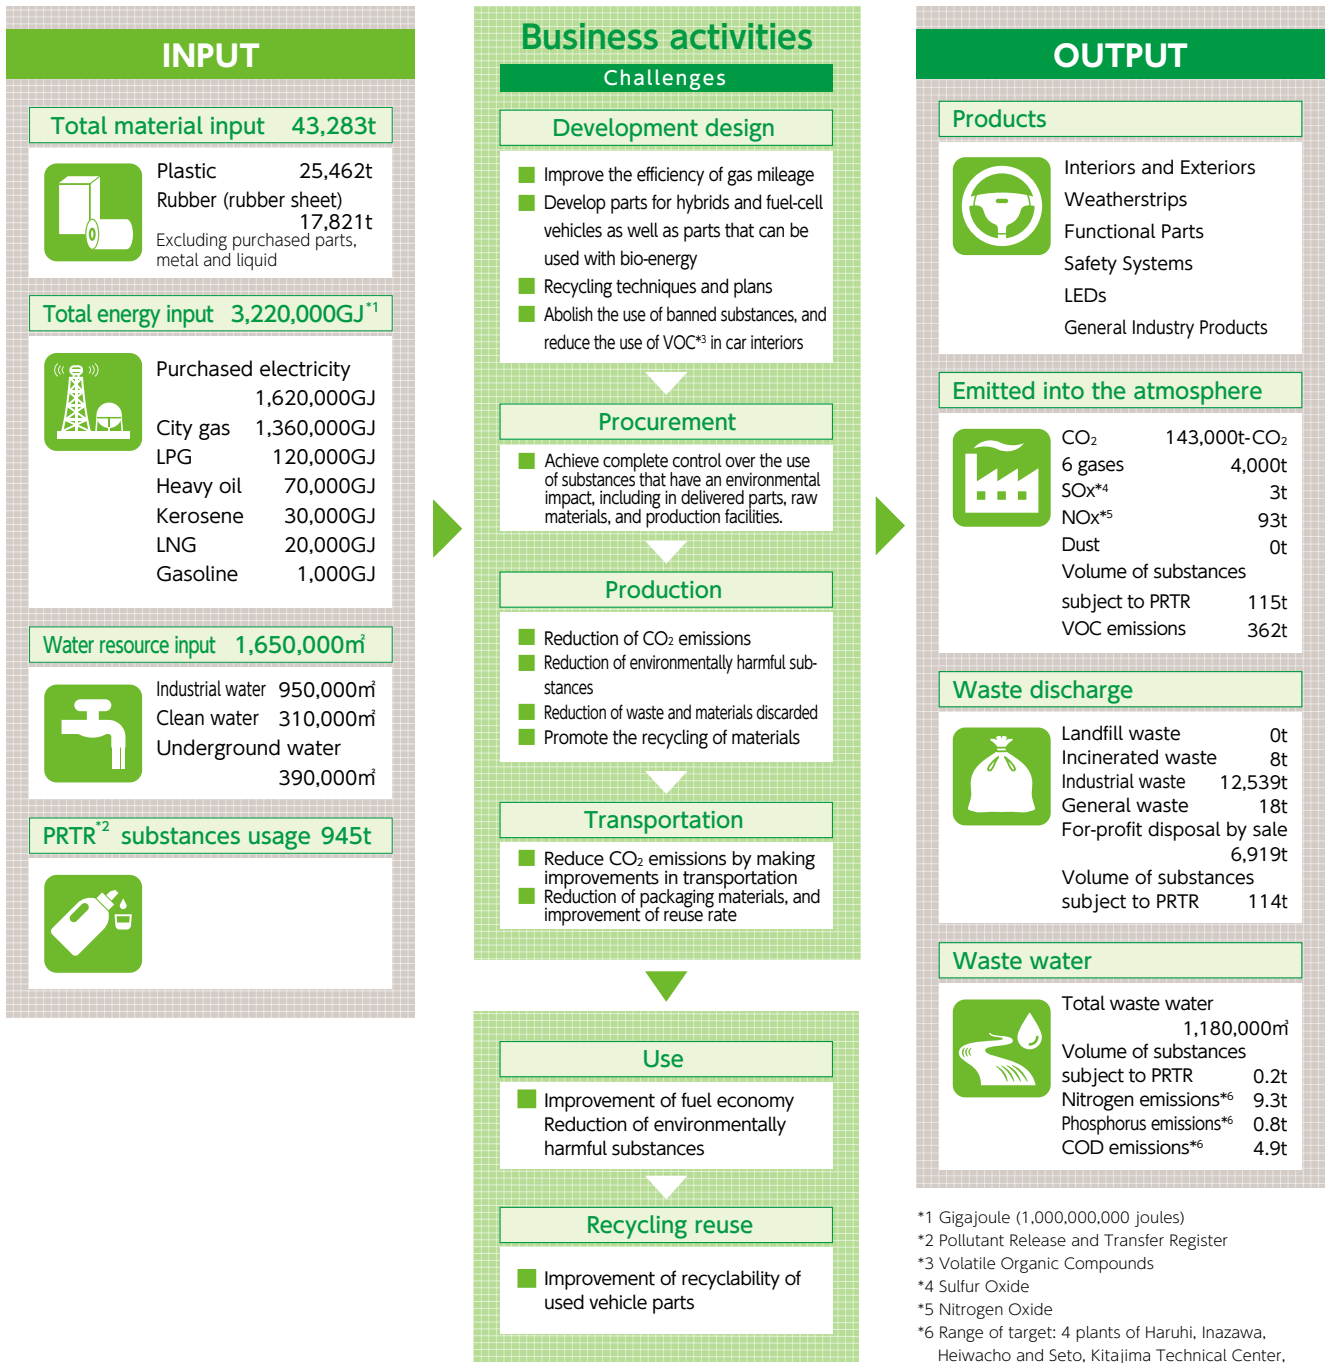 INPUT
Total material input 43,283t
Plastic 25,462t
Rubber (rubber sheet)
17,821t
Excluding purchased parts,
metal and liquid
Total energy input 3,220,000GJ*1
Purchased electricity
1,620,000GJ
City gas 1,360,000GJ
LPG 120,000GJ
Heavy oil 70,000GJ
Kerosene 30,000GJ
LNG 20,000GJ
Gasoline 1,000GJ
Water resource input 1,650,000㎥
Industrial water 950,000㎥
Clean water 310,000㎥
Underground water
390,000㎥
PRTR*2 substances usage 945t
Business activities
Challenges
Development design
■ Improve the efficiency of gas mileage
■ Develop parts for hybrids and fuel-cell
vehicles as well as parts that can be
used with bio-energy
■ Recycling techniques and plans
■ Abolish the use of banned substances, and
reduce the use of VOC*3 in car interiors
Procurement
■ Achieve complete control over the use
of substances that have an environmental
impact, including in delivered parts, raw
materials, and production facilities.
Production
■ Reduction of CO₂ emissions
■ Reduction of environmentally harmful sub-
stances
■ Reduction of waste and materials discarded
■ Promote the recycling of materials
Transportation
■ Reduce CO₂ emissions by making
improvements in transportation
■ Reduction of packaging materials, and
improvement of reuse rate
Use
■ Improvement of fuel economy
Reduction of environmentally
harmful substances
Recycling reuse
■ Improvement of recyclability of
used vehicle parts
OUTPUT
Products
Interiors and Exteriors
Weatherstrips
Functional Parts
Safety Systems
LEDs
General Industry Products
Emitted into the atmosphere
CO₂ 143,000t-CO₂
6 gases 4,000t
SOx*4 3t
NOx*5 93t
Dust 0t
Volume of substances
subject to PRTR 115t
VOC emissions 362t
Waste discharge
Landfill waste 0t
Incinerated waste 8t
Industrial waste 12,539t
General waste 18t
For-profit disposal by sale
6,919t
Volume of substances
subject to PRTR 114t
Waste water
Total waste water
1,180,000㎥
Volume of substances
subject to PRTR 0.2t
Nitrogen emissions*6 9.3t
Phosphorus emissions*6 0.8t
COD emissions*6 4.9t
*1 Gigajoule (1,000,000,000 joules)
*2 Pollutant Release and Transfer Register
*3 Volatile Organic Compounds
*4 Sulfur Oxide
*5 Nitrogen Oxide
*6 Range of target: 4 plants of Haruhi, Inazawa,
Heiwacho and Seto, Kitajima Technical Center,